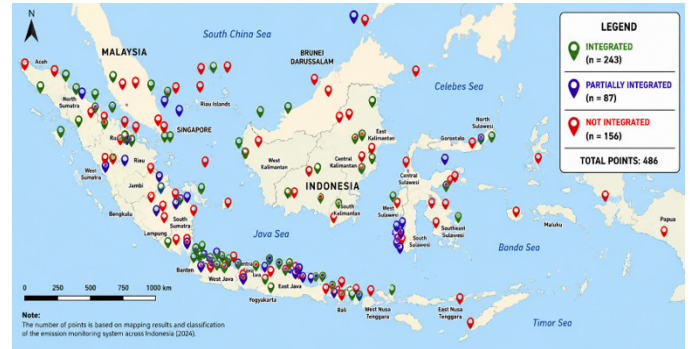 N
South China Sea
MALAYSIA
BRUNEI
DARUSSALAM
Celebes Sea
Aceh
North
Sumatra
Riau Islands
SINGAPORE
Riau
West
Sumatra
Jambi
Bengkulu
South
Sumatra
Lampung
West
Kalimantan
Central
Kalimantan
East
Kalimantan
South
Kalimantan
INDONESIA
Gorontalo
North
Sulawesi
Central
Sulawesi
West
Sulawesi
South
Sulawesi
Southeast
Sulawesi
Maluku
Papua
Java Sea
Banda Sea
Banten
West Java
East Java
Yogyakarta
Bali
West Nusa
Tenggara
East Nusa
Tenggara
Timor Sea
LEGEND
INTEGRATED
(n = 243)
PARTIALLY INTEGRATED
(n = 87)
NOT INTEGRATED
(n = 156)
TOTAL POINTS: 486
0 200 400 600 800 1000 km
Note:
The number of points is based on mapping results and classification
of the emission monitoring system across Indonesia (2024).